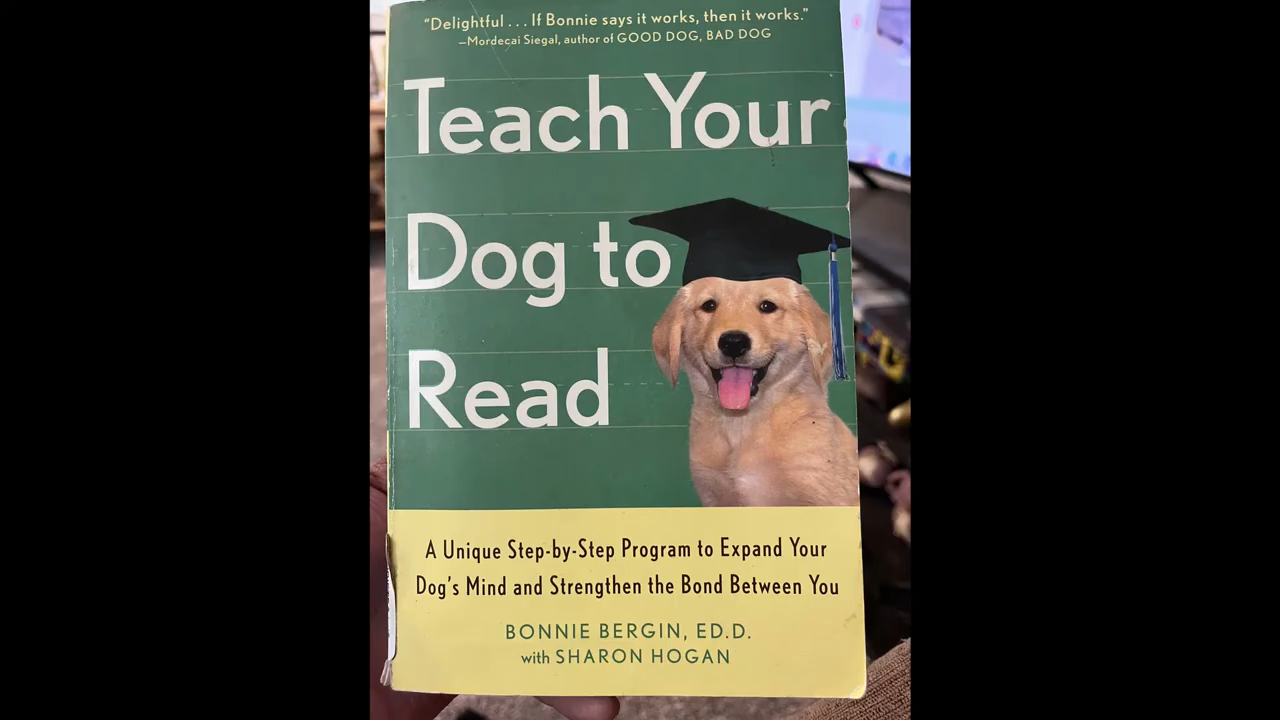 “Delightful . . . If Bonnie says it works, then it works.”
—Mordecai Siegal, author of GOOD DOG, BAD DOG
Teach Your
Dog to
Read
A Unique Step-by-Step Program to Expand Your
Dog’s Mind and Strengthen the Bond Between You
BONNIE BERGIN, ED.D.
with SHARON HOGAN